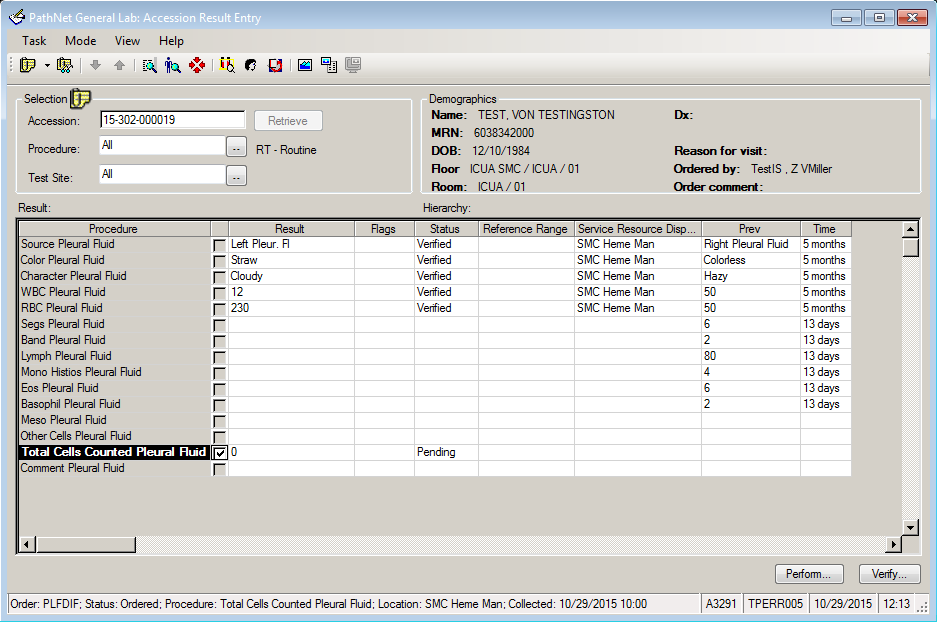 PathNet General Lab: Accession Result Entry
Task Mode View Help
Selection
Accession: 15-302-000019 Retrieve
Procedure: All .. RT - Routine
Test Site: All ..
Demographics
Name: TEST, VON TESTINGSTON Dx:
MRN: 6038342000
DOB: 12/10/1984 Reason for visit:
Floor ICUA SMC / ICUA / 01 Ordered by: TestIS , Z VMiller
Room: ICUA / 01 Order comment:
Result: Hierarchy:
Procedure Result Flags Status Reference Range Service Resource Disp... Prev Time
Source Pleural Fluid Left Pleur. Fl Verified SMC Heme Man Right Pleural Fluid 5 months
Color Pleural Fluid Straw Verified SMC Heme Man Colorless 5 months
Character Pleural Fluid Cloudy Verified SMC Heme Man Hazy 5 months
WBC Pleural Fluid 12 Verified SMC Heme Man 50 5 months
RBC Pleural Fluid 230 Verified SMC Heme Man 50 5 months
Segs Pleural Fluid 6 13 days
Band Pleural Fluid 2 13 days
Lymph Pleural Fluid 80 13 days
Mono Histios Pleural Fluid 4 13 days
Eos Pleural Fluid 6 13 days
Basophil Pleural Fluid 2 13 days
Meso Pleural Fluid
Other Cells Pleural Fluid
Total Cells Counted Pleural Fluid 0 Pending
Comment Pleural Fluid
Perform... Verify...
Order: PLFDIF; Status: Ordered; Procedure: Total Cells Counted Pleural Fluid; Location: SMC Heme Man; Collected: 10/29/2015 10:00 A3291 TPERR005 10/29/2015 12:13